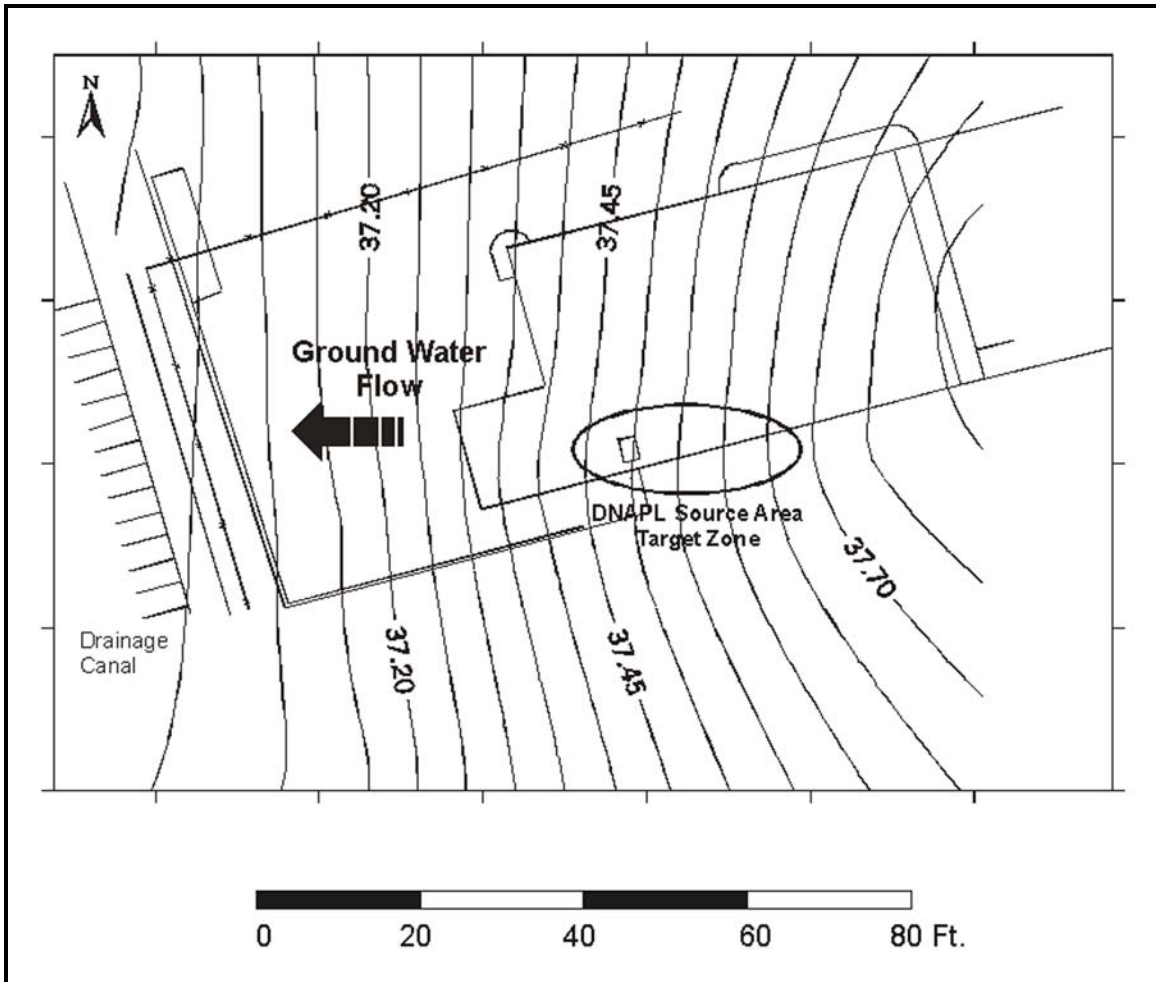 N
37.20
37.45
Ground Water
Flow
DNAPL Source Area
Target Zone
37.70
Drainage
Canal
37.20
37.45
0 20 40 60 80 Ft.